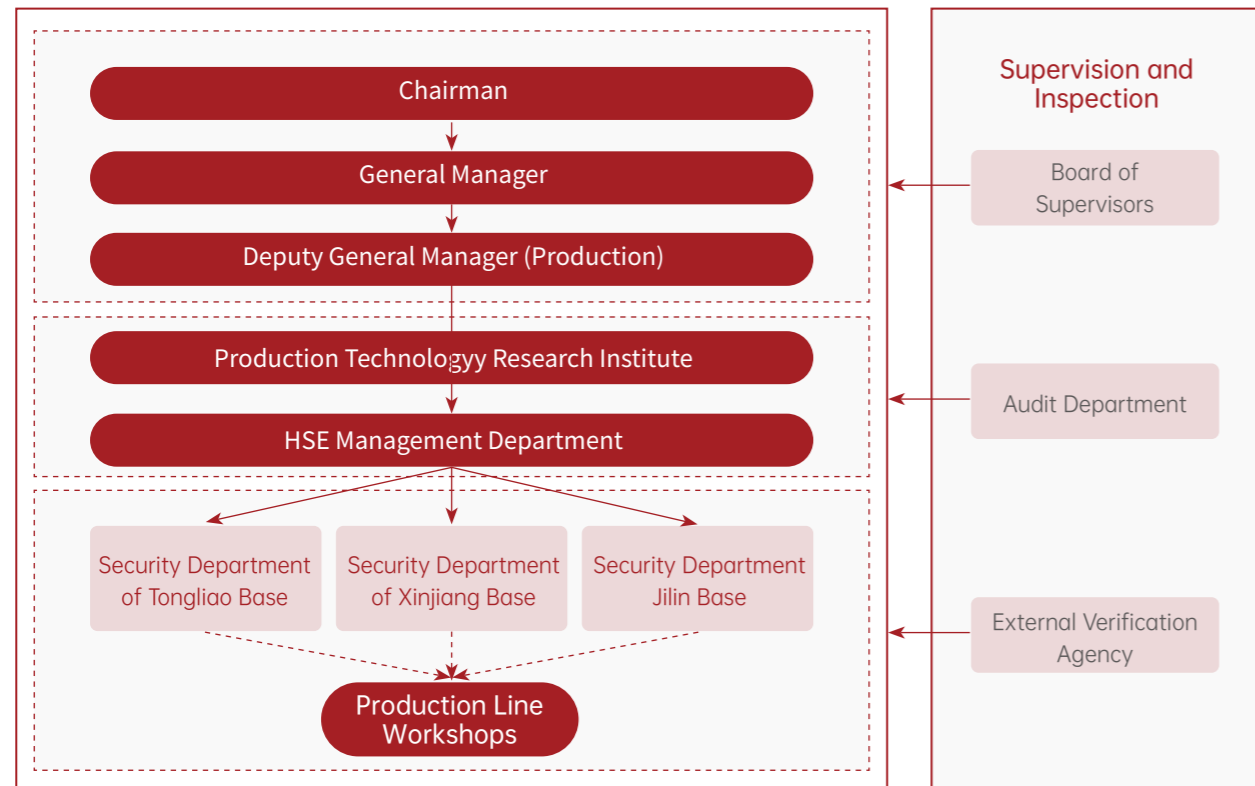 Chairman
General Manager
Deputy General Manager (Production)
Production Technologyy Research Institute
HSE Management Department
Security Department
of Tongliao Base
Security Department
of Xinjiang Base
Security Department
Jilin Base
Production Line
Workshops
Supervision and
Inspection
Board of
Supervisors
Audit Department
External Verification
Agency